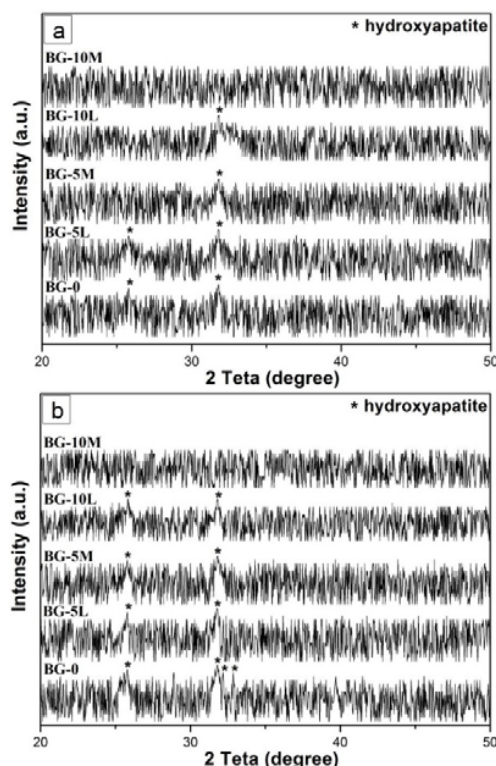 a
* hydroxyapatite
BG-10M
*
BG-10L
*
BG-5M
* *
BG-5L
* *
BG-0
Intensity (a.u.)
20 30 40 50
2 Teta (degree)
b
* hydroxyapatite
BG-10M
* *
BG-10L
* *
BG-5M
* *
BG-5L
* * * *
BG-0
Intensity (a.u.)
20 30 40 50
2 Teta (degree)